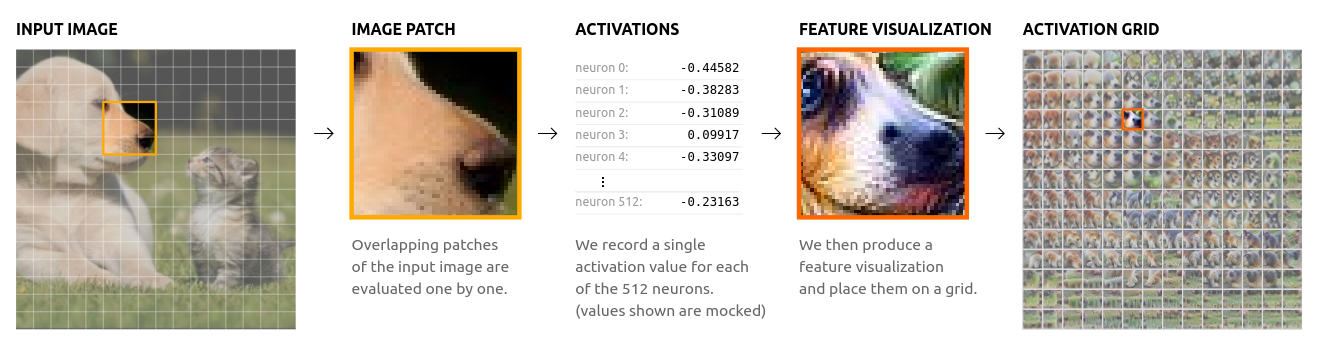 INPUT IMAGE
IMAGE PATCH
Overlapping patches
of the input image are
evaluated one by one.
ACTIVATIONS
neuron 0: -0.44582
neuron 1: -0.38283
neuron 2: -0.31089
neuron 3: 0.09917
neuron 4: -0.33097
⋮
neuron 512: -0.23163
We record a single
activation value for each
of the 512 neurons.
(values shown are mocked)
FEATURE VISUALIZATION
We then produce a
feature visualization
and place them on a grid.
ACTIVATION GRID